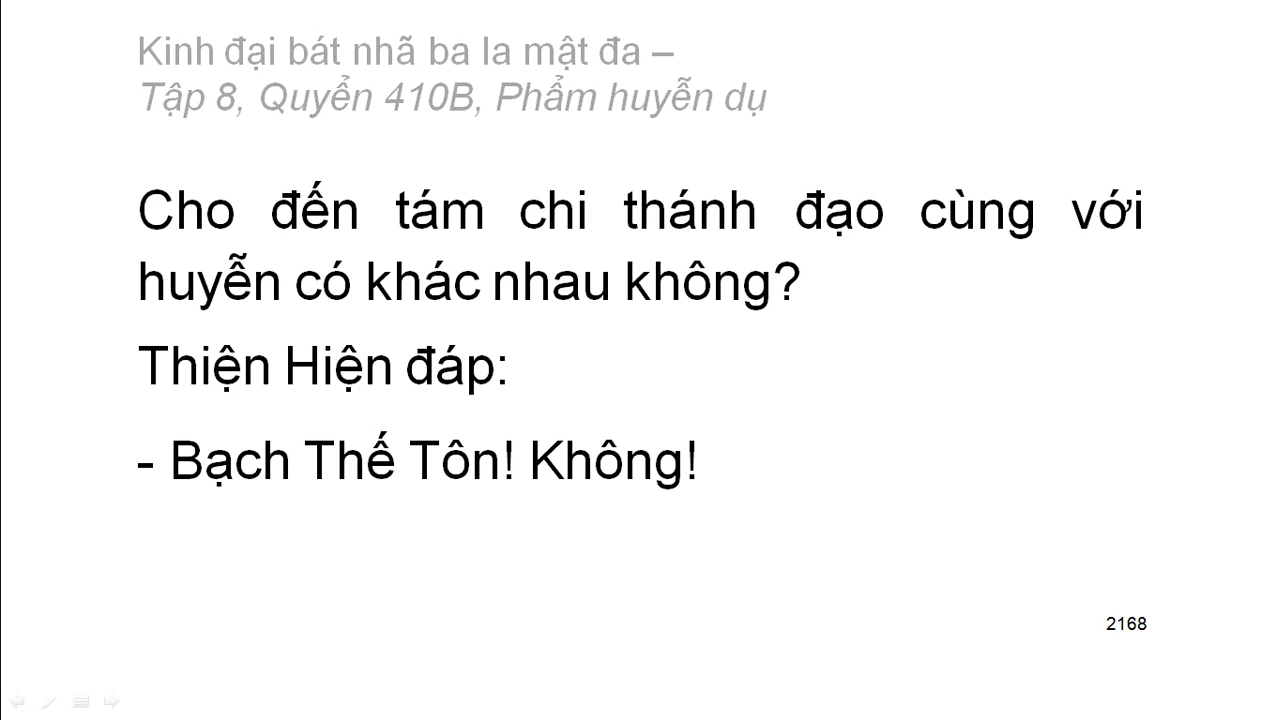 Kinh đại bát nhã ba la mật đa –
Tập 8, Quyển 410B, Phẩm huyễn dụ
Cho đến tám chi thánh đạo cùng với
huyễn có khác nhau không?
Thiện Hiện đáp:
- Bạch Thế Tôn! Không!
2168